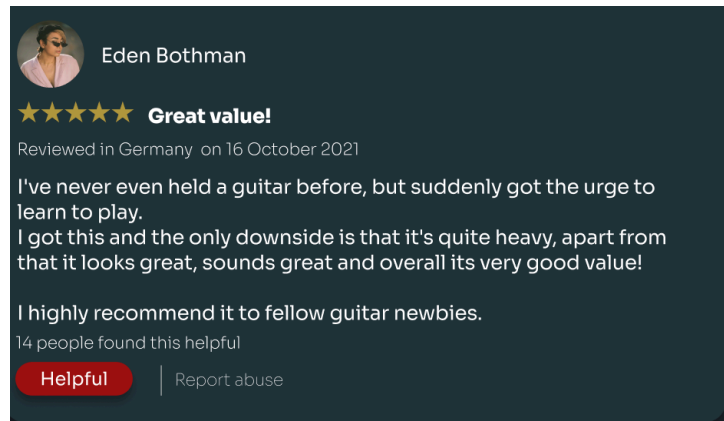 Eden Bothman
Great value!
Reviewed in Germany on 16 October 2021
I've never even held a guitar before, but suddenly got the urge to
learn to play.
I got this and the only downside is that it's quite heavy, apart from
that it looks great, sounds great and overall its very good value!
I highly recommend it to fellow guitar newbies.
14 people found this helpful
Helpful
Report abuse